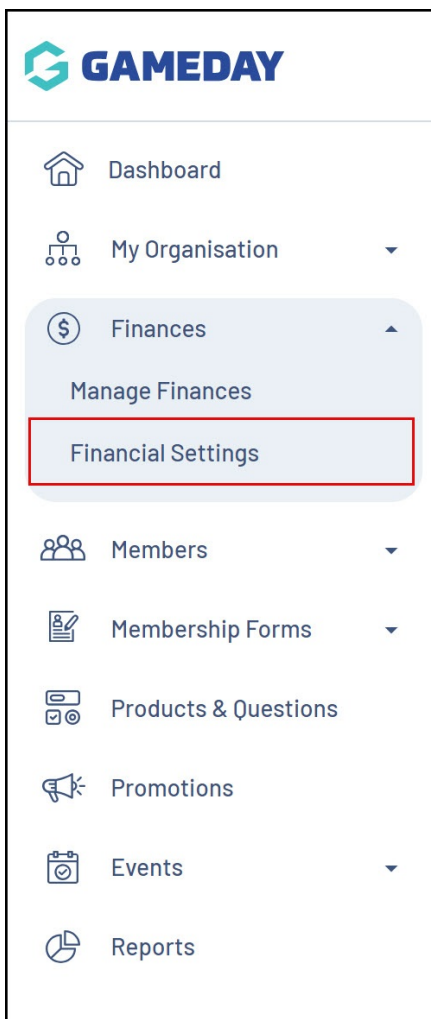 GAMEDAY
Dashboard
My Organisation
Finances
Manage Finances
Financial Settings
Members
Membership Forms
Products & Questions
Promotions
Events
Reports